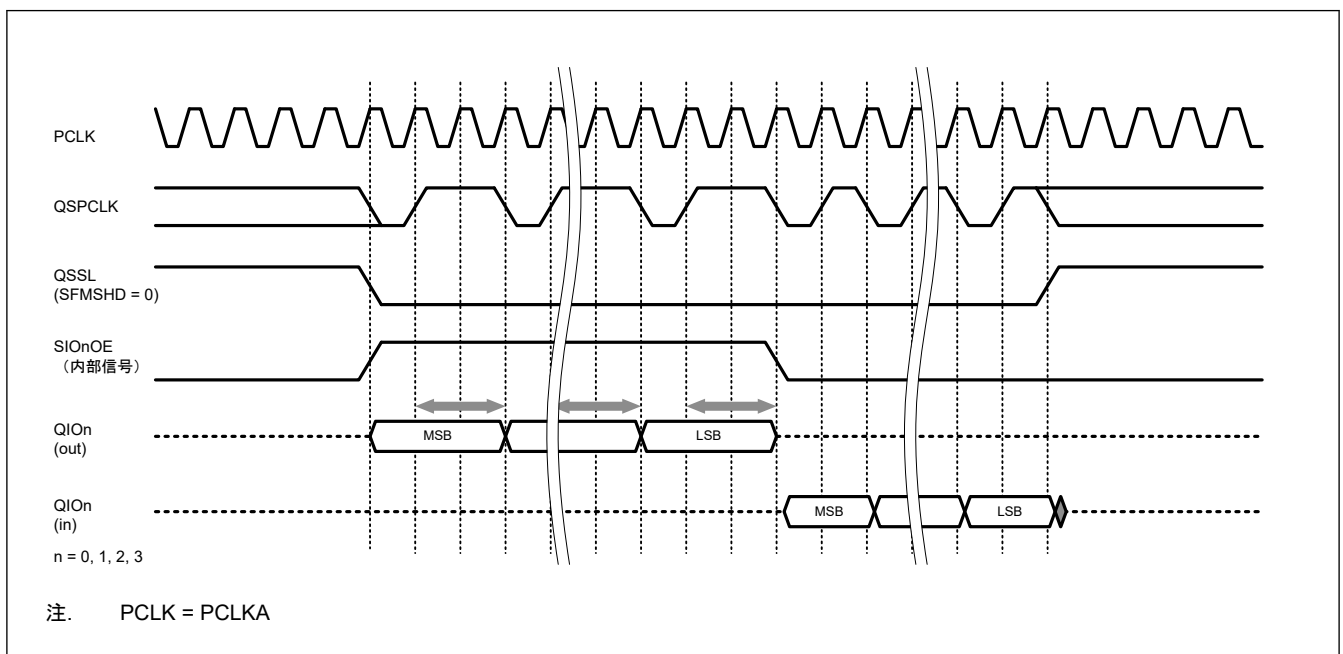 PCLK
QSPCLK
QSSL
(SFMSHD = 0)
SIOnOE
（内部信号）
QIOn
(out)
MSB
LSB
QIOn
(in)
MSB
LSB
n = 0, 1, 2, 3
注. PCLK = PCLKA